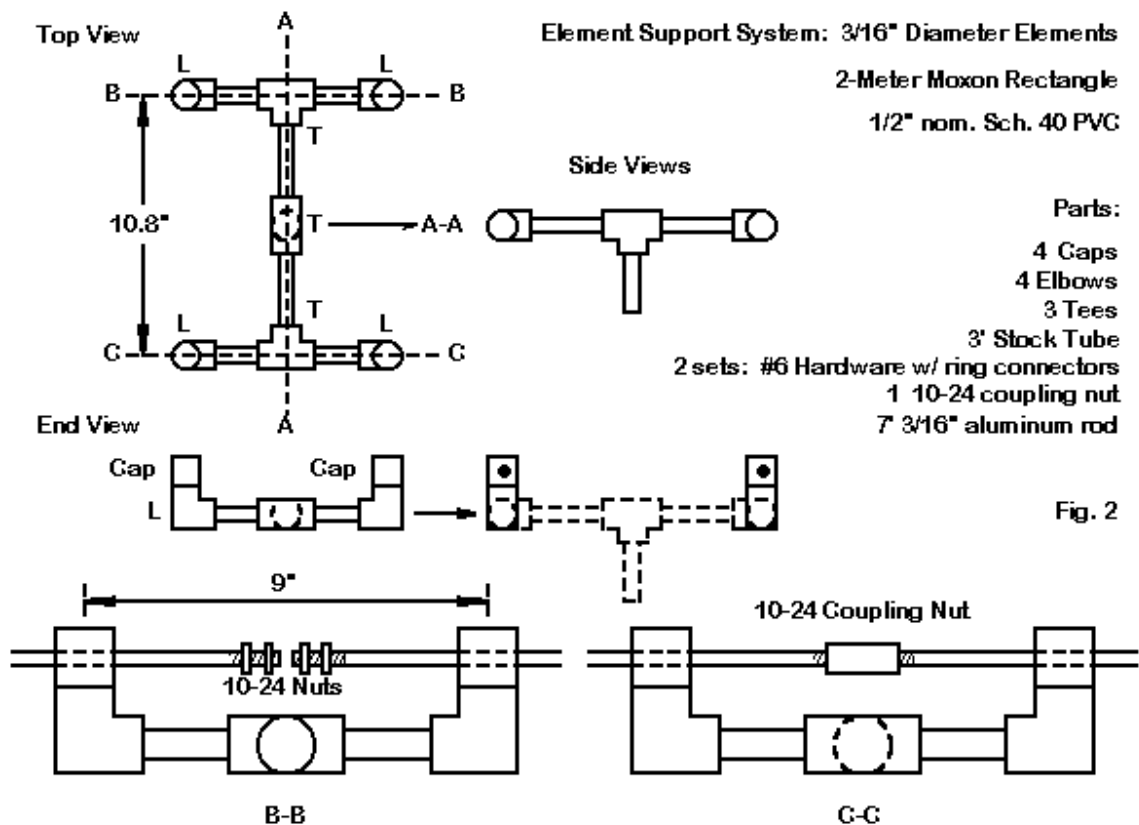 Top View
A
Element Support System: 3/16" Diameter Elements
2-Meter Moxon Rectangle
1/2" nom. Sch. 40 PVC
L
L
B
B
T
10.8"
T
A-A
T
L
L
C
C
A
Side Views
Parts:
4 Caps
4 Elbows
3 Tees
3' Stock Tube
2 sets: #6 Hardware w/ ring connectors
1 10-24 coupling nut
7' 3/16" aluminum rod
End View
Cap
Cap
L
Fig. 2
9"
10-24 Nuts
B-B
10-24 Coupling Nut
C-C